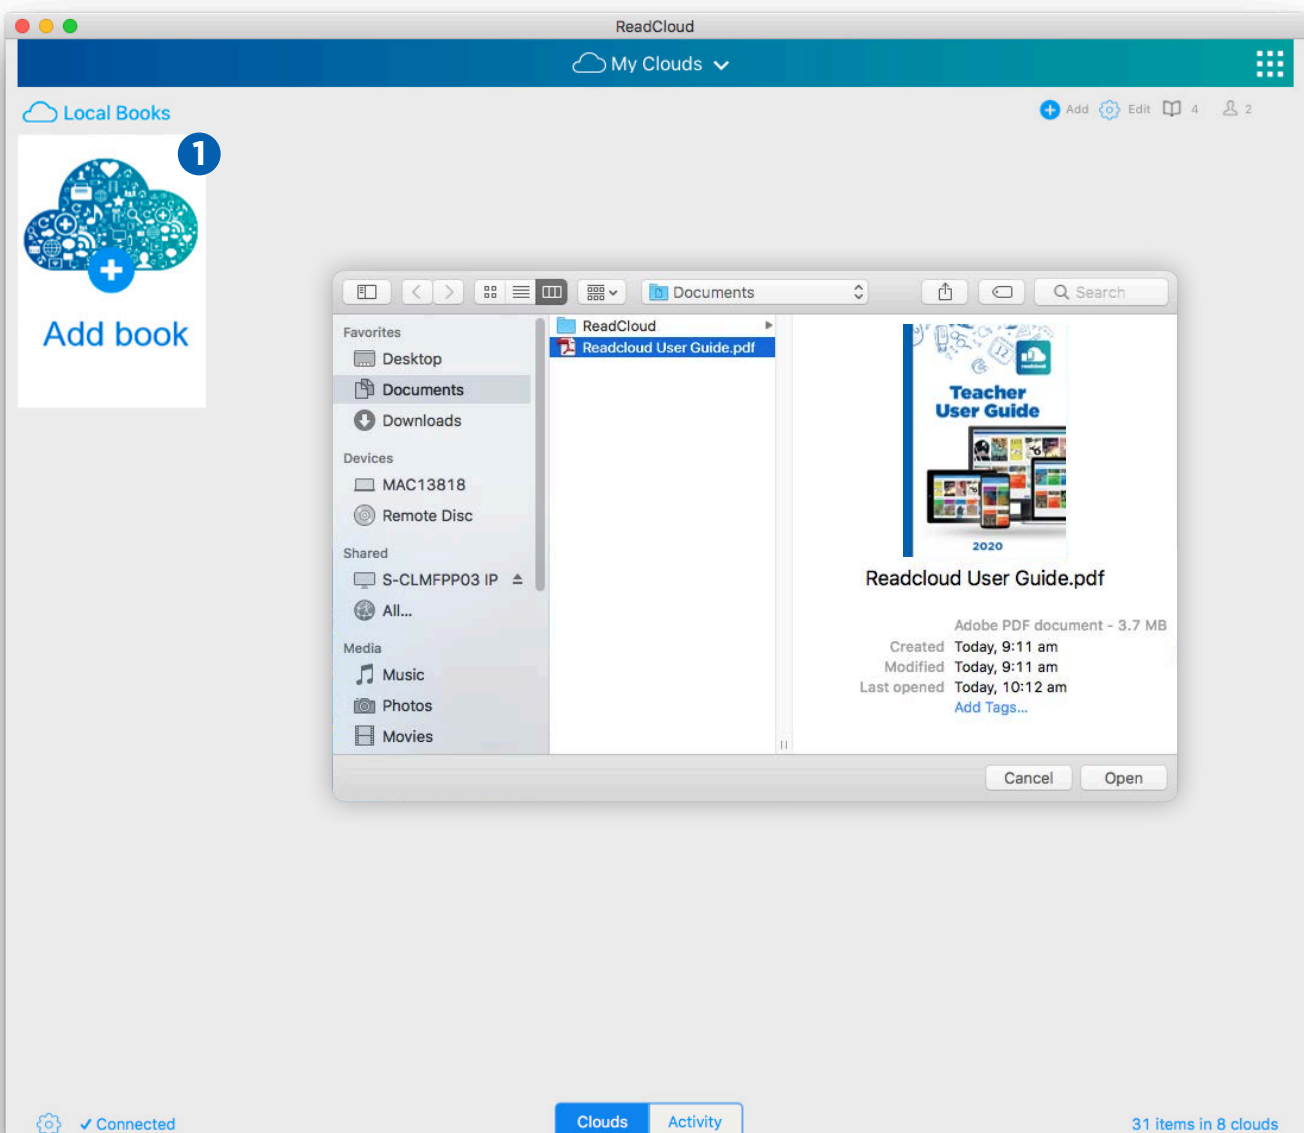 ReadCloud
My Clouds
Local Books
Add Edit 4 2
1
Add book
Documents
Search
Favorites
Desktop
Documents
Downloads
Devices
MAC13818
Remote Disc
Shared
S-CLMFPP03 IP
All...
Media
Music
Photos
Movies
ReadCloud
Readcloud User Guide.pdf
readcloud
Teacher
User Guide
2020
Readcloud User Guide.pdf
Adobe PDF document - 3.7 MB
Created Today, 9:11 am
Modified Today, 9:11 am
Last opened Today, 10:12 am
Add Tags...
Cancel Open
Connected
Clouds Activity
31 items in 8 clouds